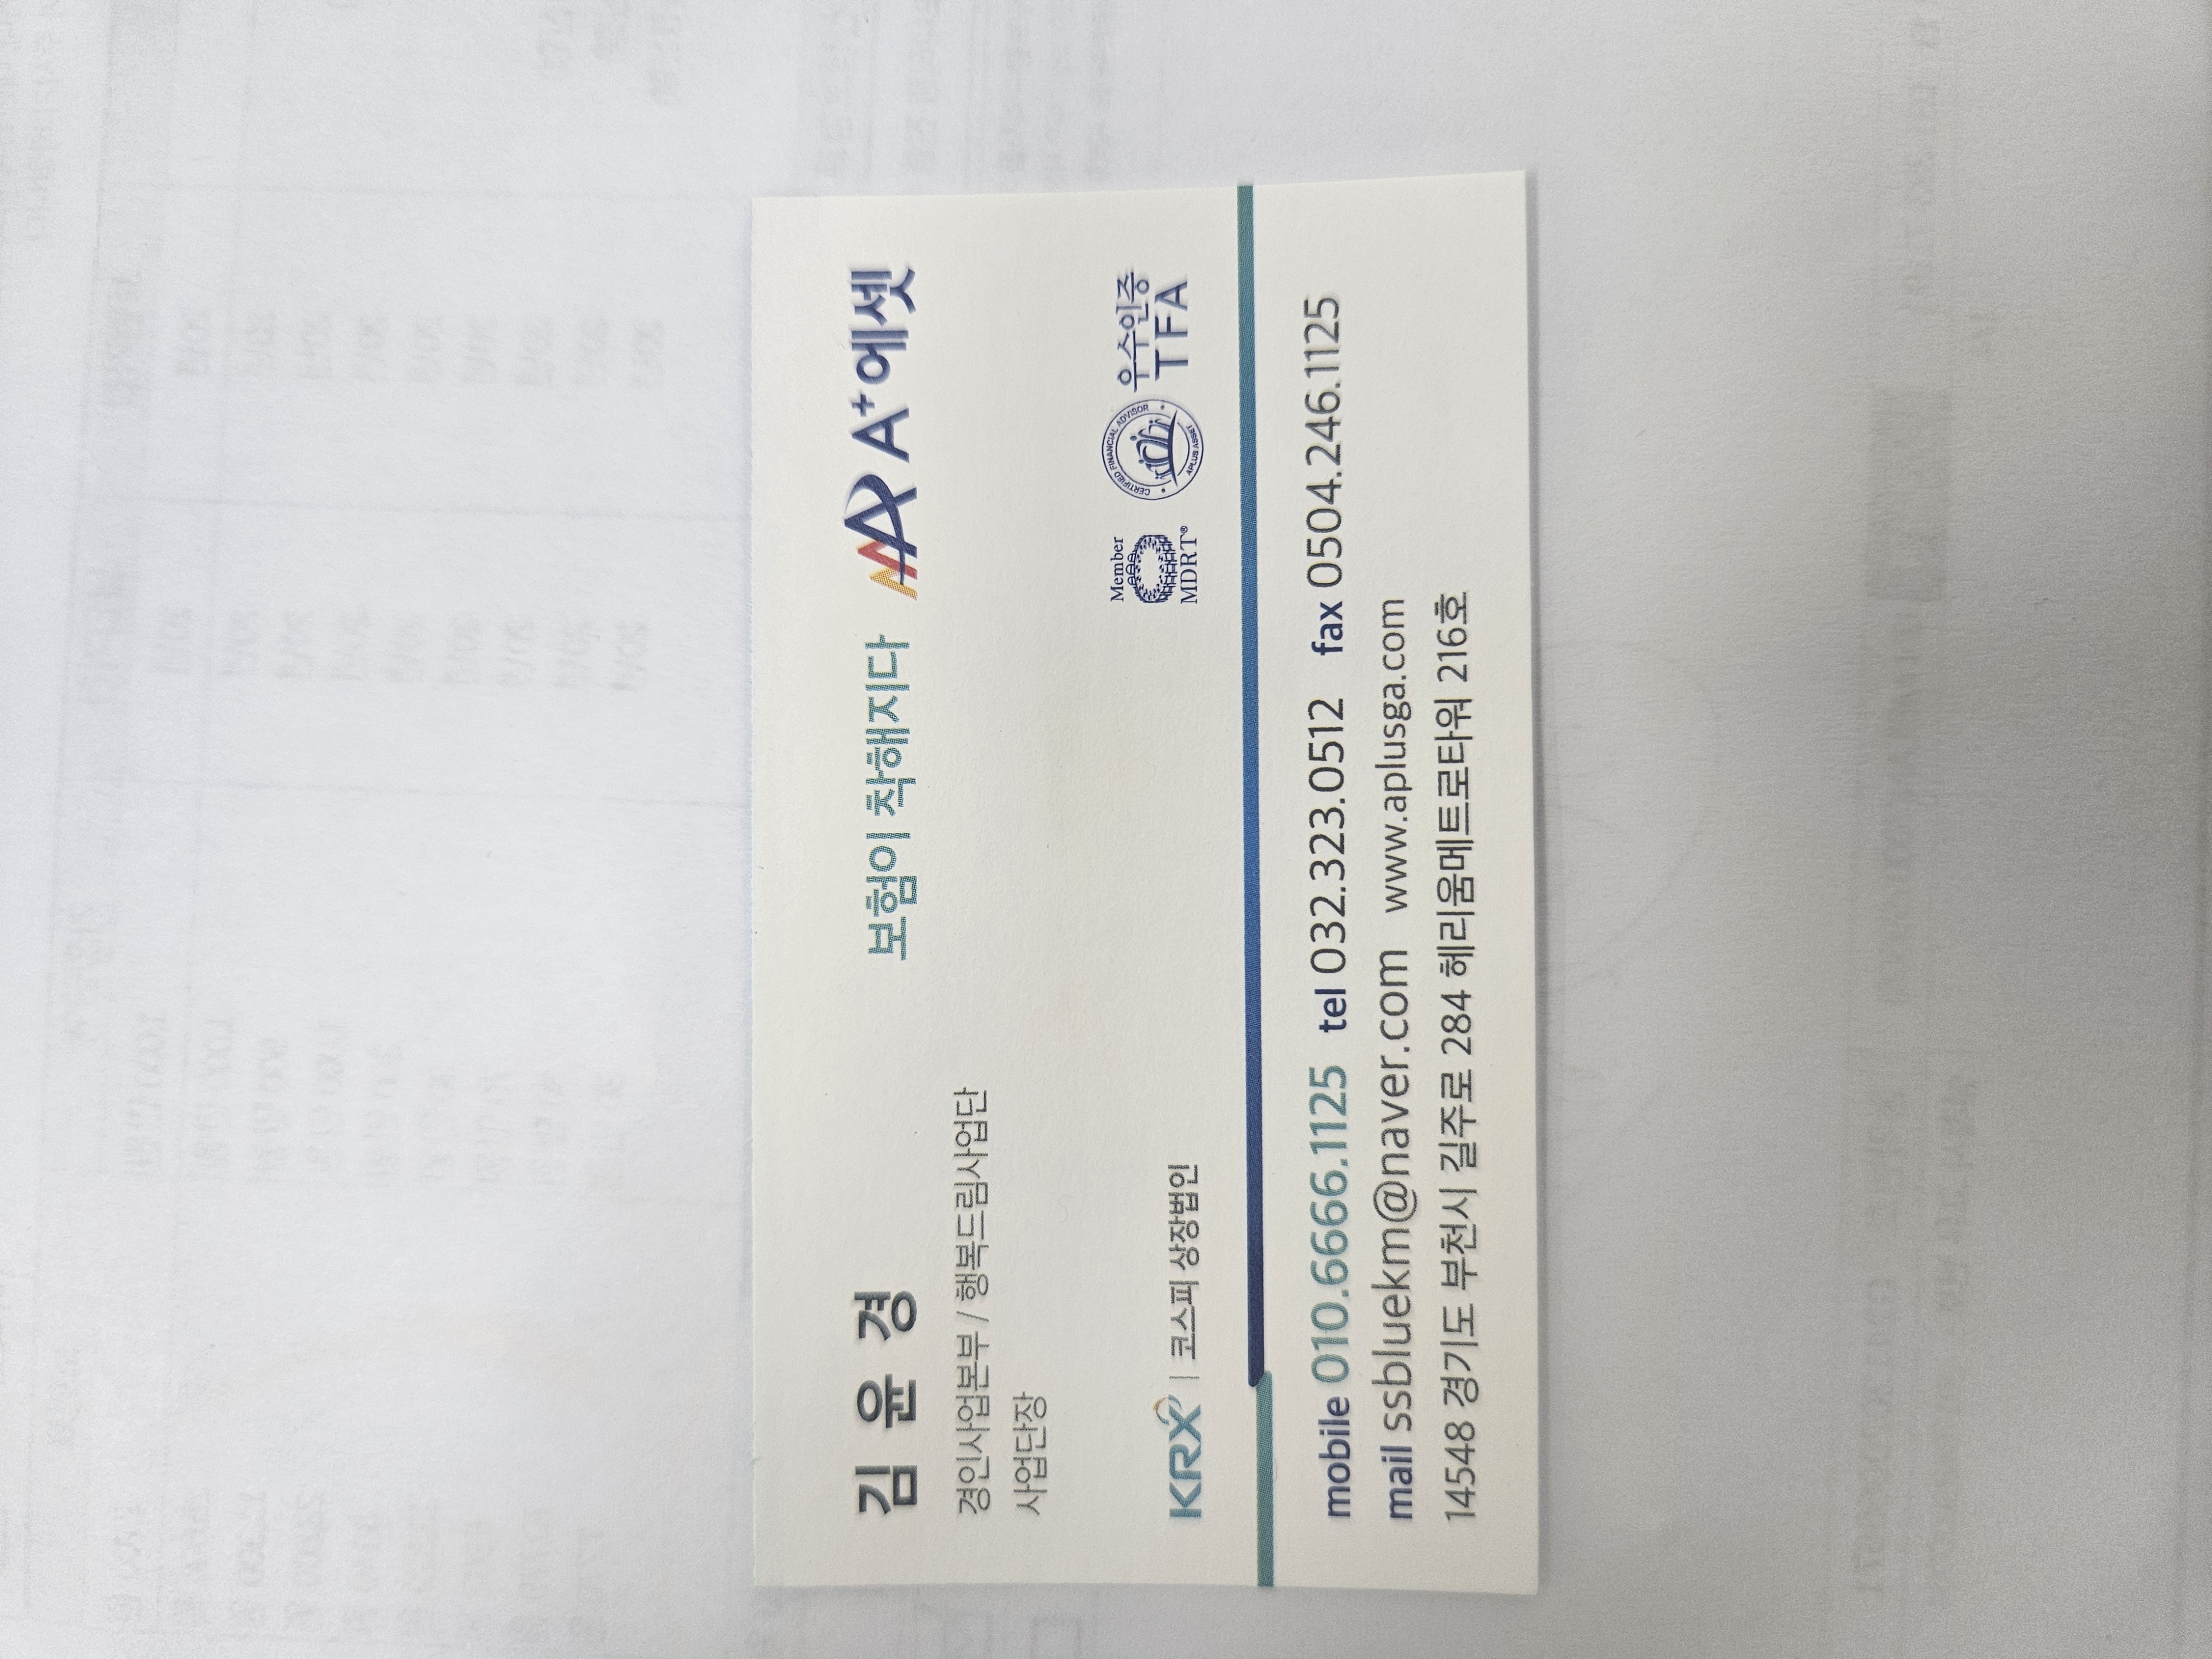 김 윤 경
경인사업본부 / 행복드림사업단
사업단장
보험이 착해지다
A+에셋
KRX | 코스피 상장법인
Member
MDRT®
CERTIFIED FINANCIAL ADVISOR
APLUS ASSET
우수인증
TFA
mobile 010.6666.1125 tel 032.323.0512 fax 0504.246.1125
mail ssbluekm@naver.com www.aplusga.com
14548 경기도 부천시 길주로 284 헤리움메트로타워 216호